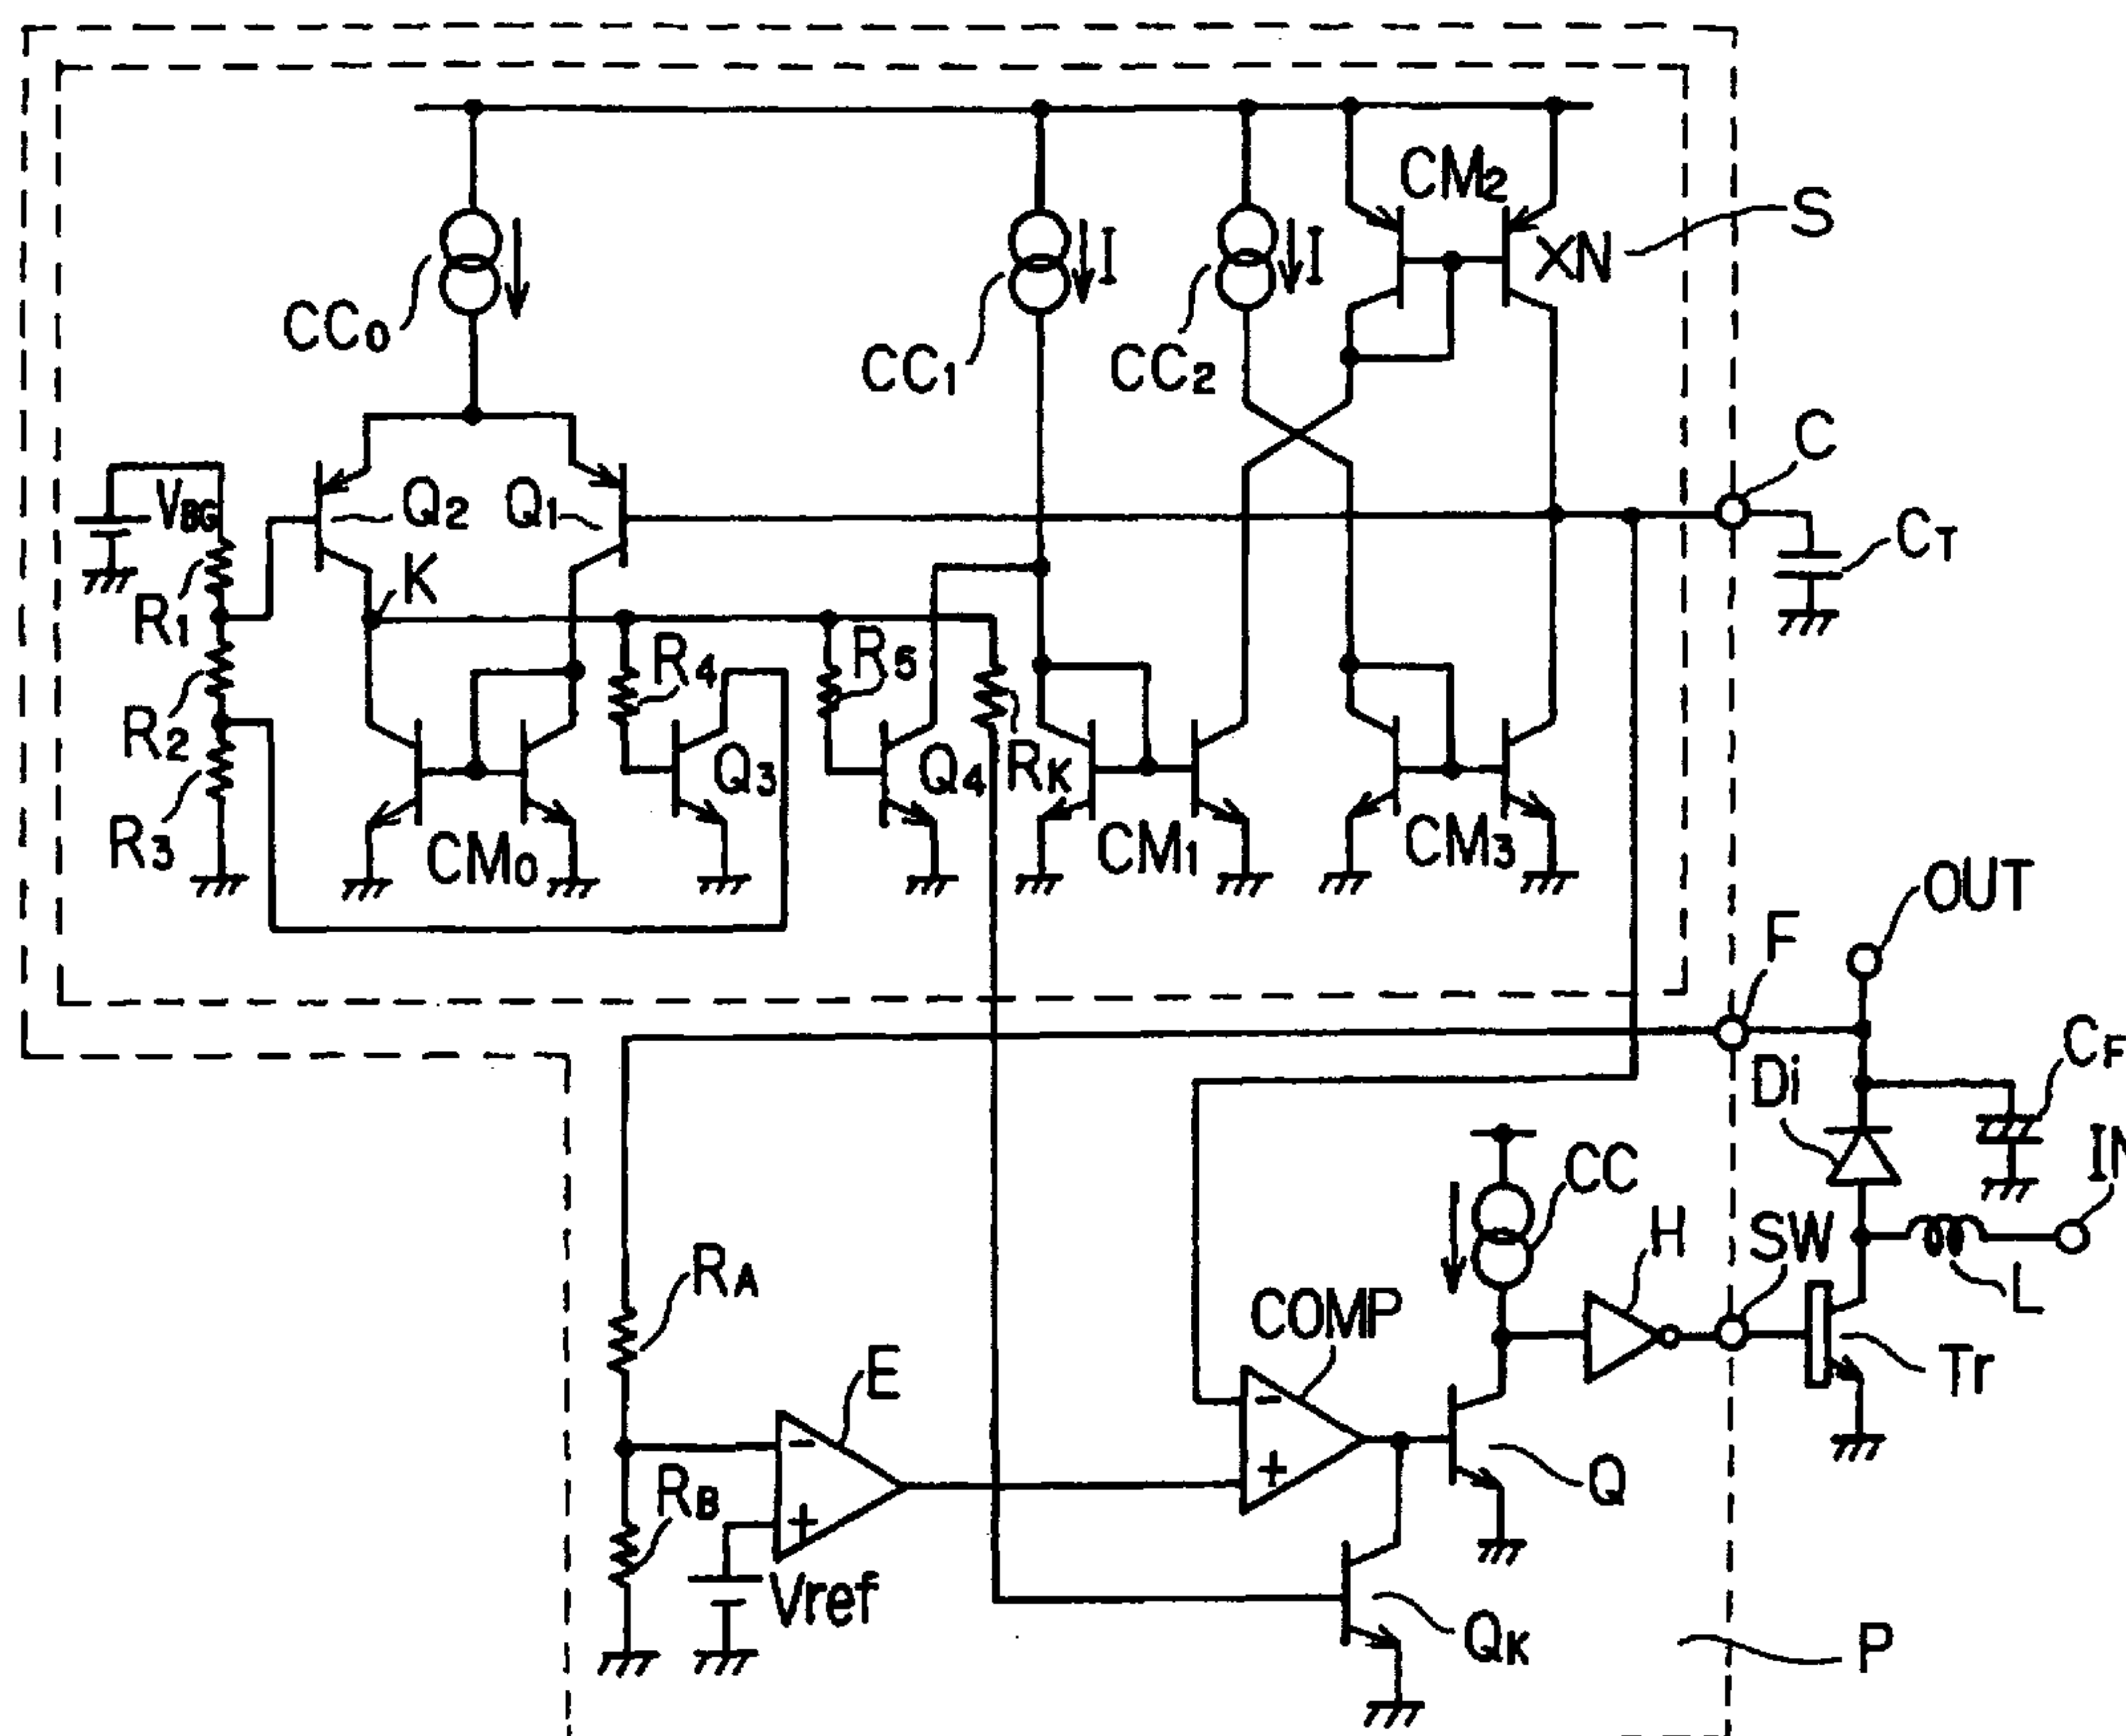 CM2
S
XN
I
I
CC0
CC1
CC2
C
VBG
Q2
Q1
CT
K
R1
R4
R5
R2
Q3
Q4
RK
R3
CM0
CM1
CM3
OUT
F
CF
Di
IN
CC
H
SW
RA
COMP
L
E
Tr
-
-
RB
+
+
Q
Vref
QK
P